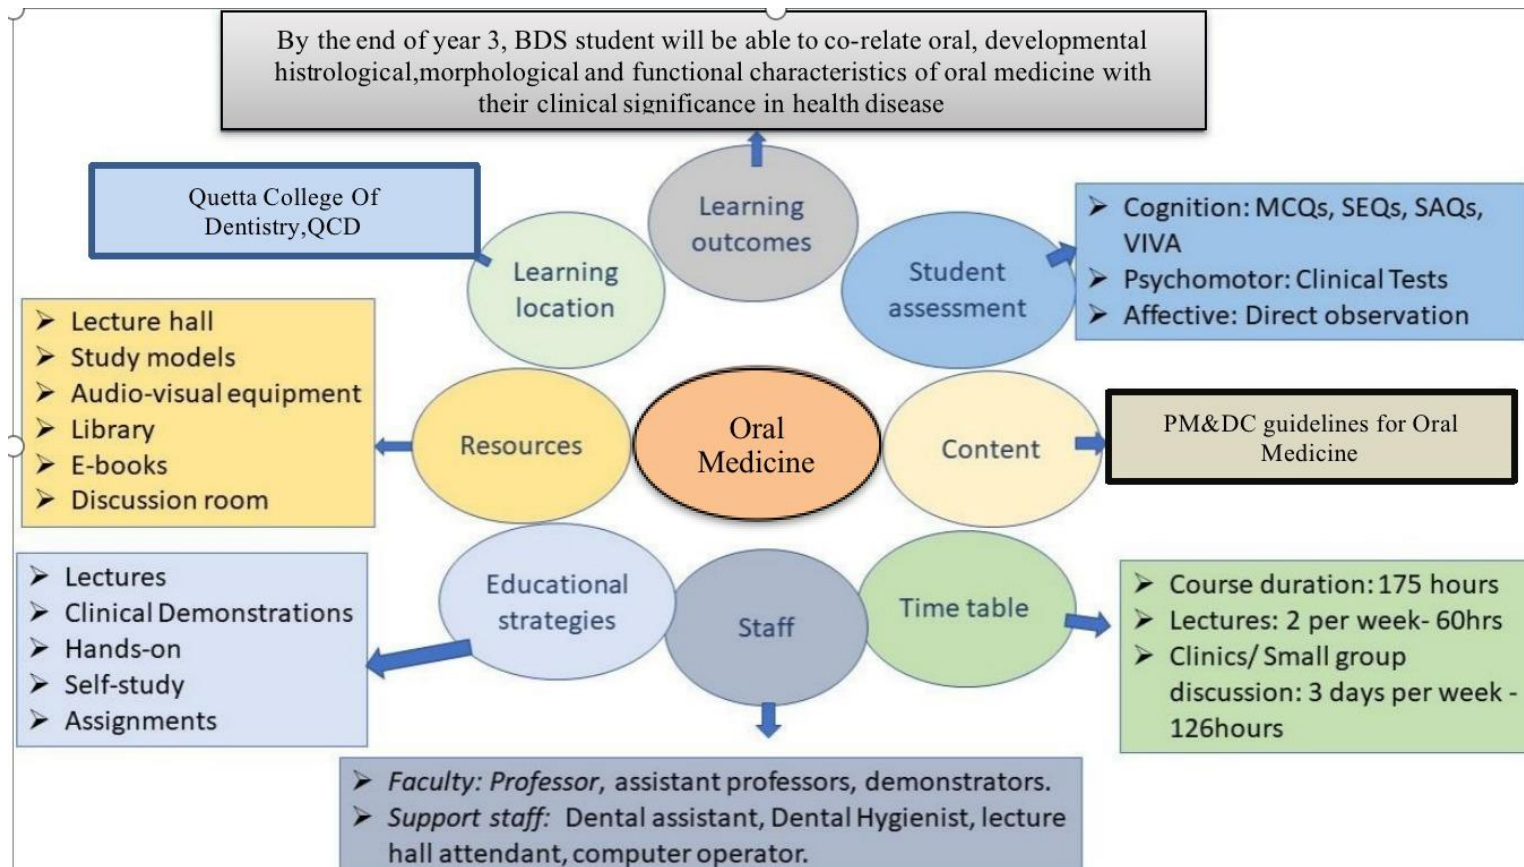 By the end of year 3, BDS student will be able to co-relate oral, developmental
histrological,morphological and functional characteristics of oral medicine with
their clinical significance in health disease
Quetta College Of
Dentistry,QCD
Learning
location
Learning
outcomes
Student
assessment
➢ Cognition: MCQs, SEQs, SAQs,
VIVA
➢ Psychomotor: Clinical Tests
➢ Affective: Direct observation
➢ Lecture hall
➢ Study models
➢ Audio-visual equipment
➢ Library
➢ E-books
➢ Discussion room
Resources
Oral
Medicine
Content
PM&DC guidelines for Oral
Medicine
➢ Lectures
➢ Clinical Demonstrations
➢ Hands-on
➢ Self-study
➢ Assignments
Educational
strategies
Staff
Time table
➢ Course duration: 175 hours
➢ Lectures: 2 per week- 60hrs
➢ Clinics/ Small group
discussion: 3 days per week -
126hours
➢ Faculty: Professor, assistant professors, demonstrators.
➢ Support staff: Dental assistant, Dental Hygienist, lecture
hall attendant, computer operator.